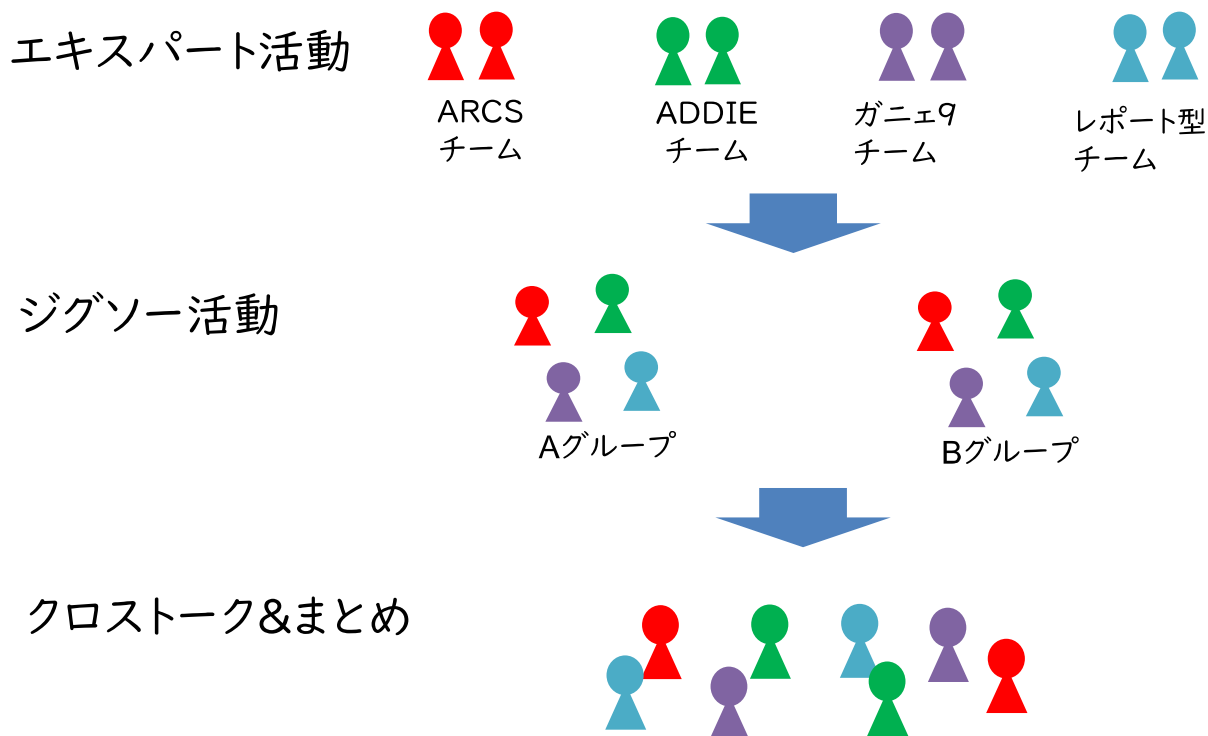 エキスパート活動
ARCS
チーム
ADDIE
チーム
ガニェ9
チーム
レポート型
チーム
ジグソー活動
Aグループ
Bグループ
クロストーク&まとめ